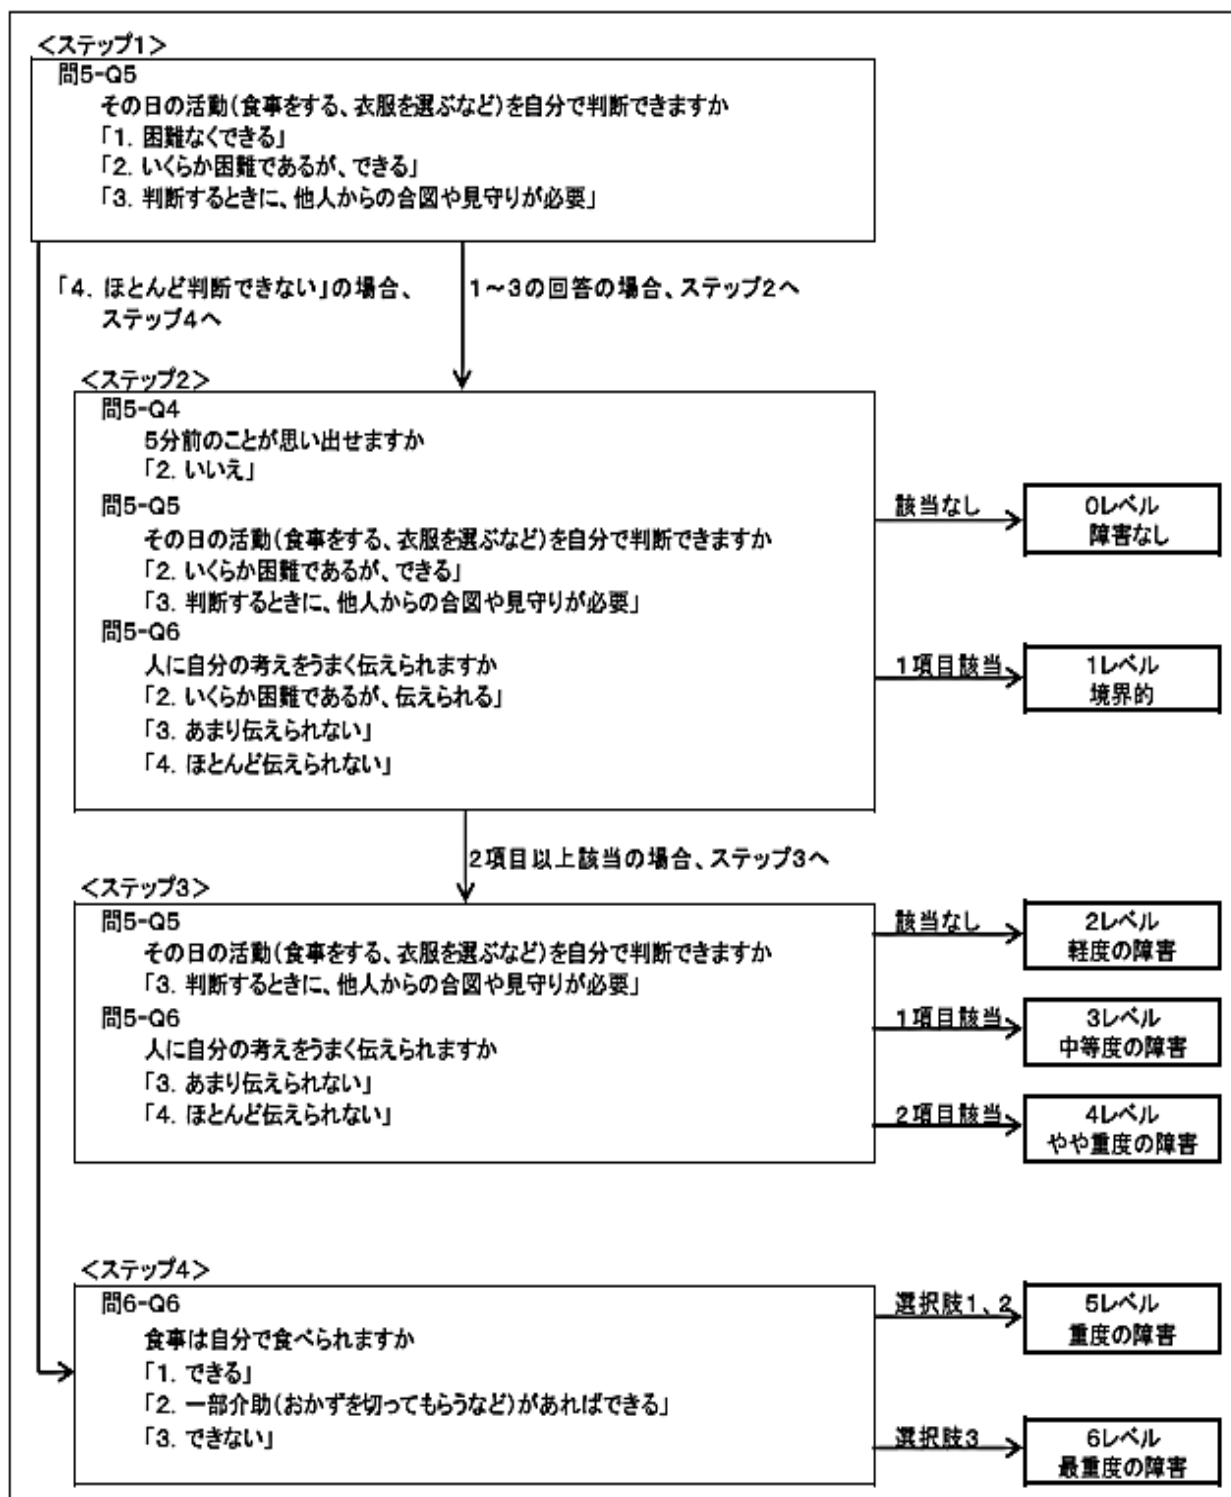 ＜ステップ1＞
問5-Q5
その日の活動(食事をする、衣服を選ぶなど)を自分で判断できますか
「1. 困難なくできる」
「2. いくらか困難であるが、できる」
「3. 判断するときに、他人からの合図や見守りが必要」
「4. ほとんど判断できない」の場合、
ステップ4へ
1～3の回答の場合、ステップ2へ
＜ステップ2＞
問5-Q4
5分前のことが思い出せますか
「2. いいえ」
問5-Q5
その日の活動(食事をする、衣服を選ぶなど)を自分で判断できますか
「2. いくらか困難であるが、できる」
「3. 判断するときに、他人からの合図や見守りが必要」
問5-Q6
人に自分の考えをうまく伝えられますか
「2. いくらか困難であるが、伝えられる」
「3. あまり伝えられない」
「4. ほとんど伝えられない」
該当なし
0レベル
障害なし
1項目該当
1レベル
境界的
2項目以上該当の場合、ステップ3へ
＜ステップ3＞
問5-Q5
その日の活動(食事をする、衣服を選ぶなど)を自分で判断できますか
「3. 判断するときに、他人からの合図や見守りが必要」
問5-Q6
人に自分の考えをうまく伝えられますか
「3. あまり伝えられない」
「4. ほとんど伝えられない」
該当なし
2レベル
軽度の障害
1項目該当
3レベル
中等度の障害
2項目該当
4レベル
やや重度の障害
＜ステップ4＞
問6-Q6
食事は自分で食べられますか
「1. できる」
「2. 一部介助(おかずを切ってもらうなど)があればできる」
「3. できない」
選択肢1、2
5レベル
重度の障害
選択肢3
6レベル
最重度の障害